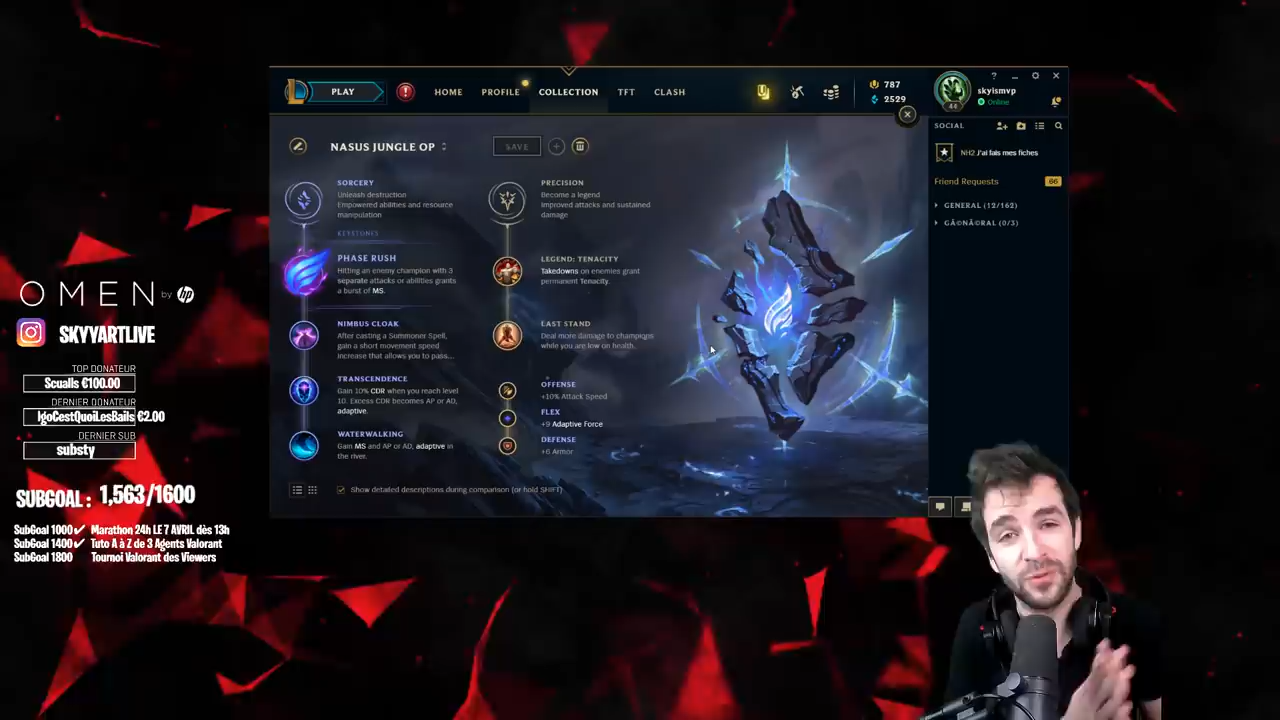 PLAY
HOME
PROFILE
COLLECTION
TFT
CLASH
787
2529
?
skyismvp
Online
44
SOCIAL
NH2 J'ai fais mes fiches
Friend Requests
66
GENERAL (12/162)
GÃ©NÃ©RAL (0/3)
NASUS JUNGLE OP
SAVE
SORCERY
Unleash destruction
Empowered abilities and resource
manipulation
KEYSTONES
PHASE RUSH
Hitting an enemy champion with 3
separate attacks or abilities grants
a burst of MS.
NIMBUS CLOAK
After casting a Summoner Spell,
gain a short movement speed
increase that allows you to pass...
TRANSCENDENCE
Gain 10% CDR when you reach level
10. Excess CDR becomes AP or AD,
adaptive.
WATERWALKING
Gain MS and AP or AD, adaptive in
the river.
PRECISION
Become a legend
Improved attacks and sustained
damage
LEGEND: TENACITY
Takedowns on enemies grant
permanent Tenacity.
LAST STAND
Deal more damage to champions
while you are low on health.
OFFENSE
+10% Attack Speed
FLEX
+9 Adaptive Force
DEFENSE
+6 Armor
Show detailed descriptions during comparison (or hold SHIFT)
OMEN by hp
SKYYARTLIVE
TOP DONATEUR
Scualls €100.00
DERNIER DONATEUR
IgoCestQuoiLesBails €2.00
DERNIER SUB
substy
SUBGOAL : 1,563/1600
SubGoal 1000✓ Marathon 24h LE 7 AVRIL dès 13h
SubGoal 1400✓ Tuto A à Z de 3 Agents Valorant
SubGoal 1800 Tournoi Valorant des Viewers